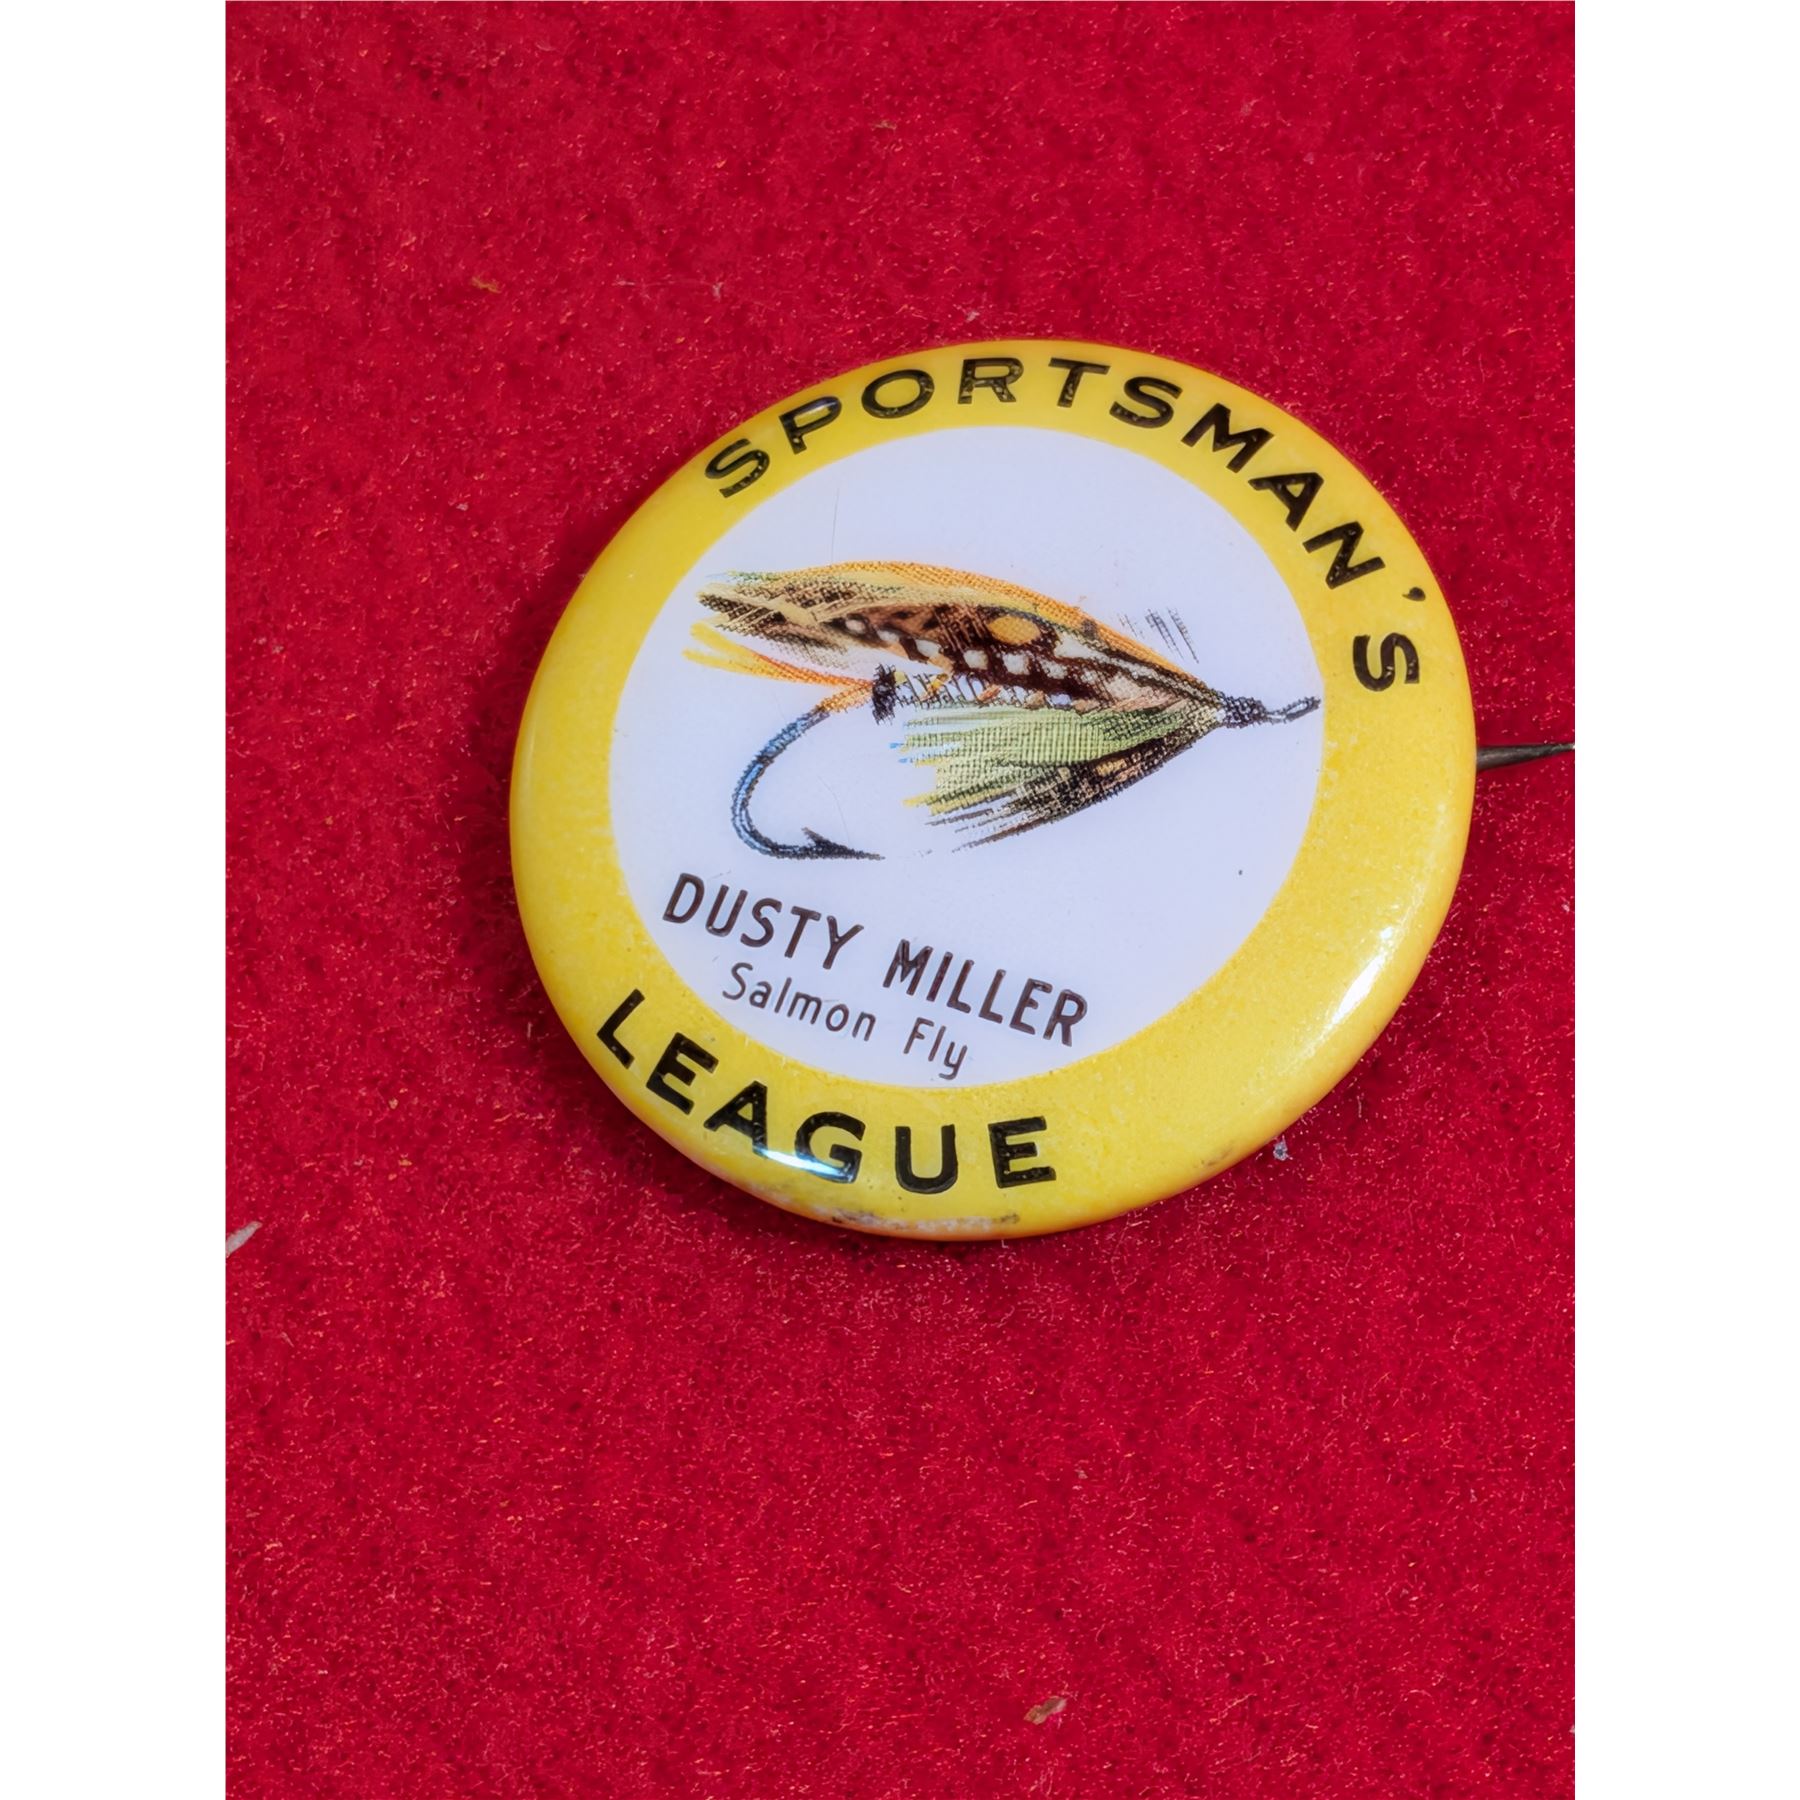 SPORTSMAN'S
DUSTY MILLER
Salmon Fly
LEAGUE